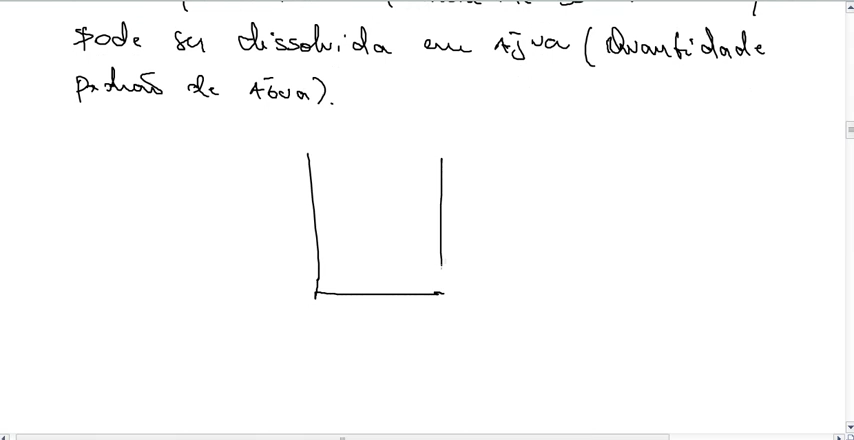 pode ser dissolvida em Água (Quantidade
padrão de Água).